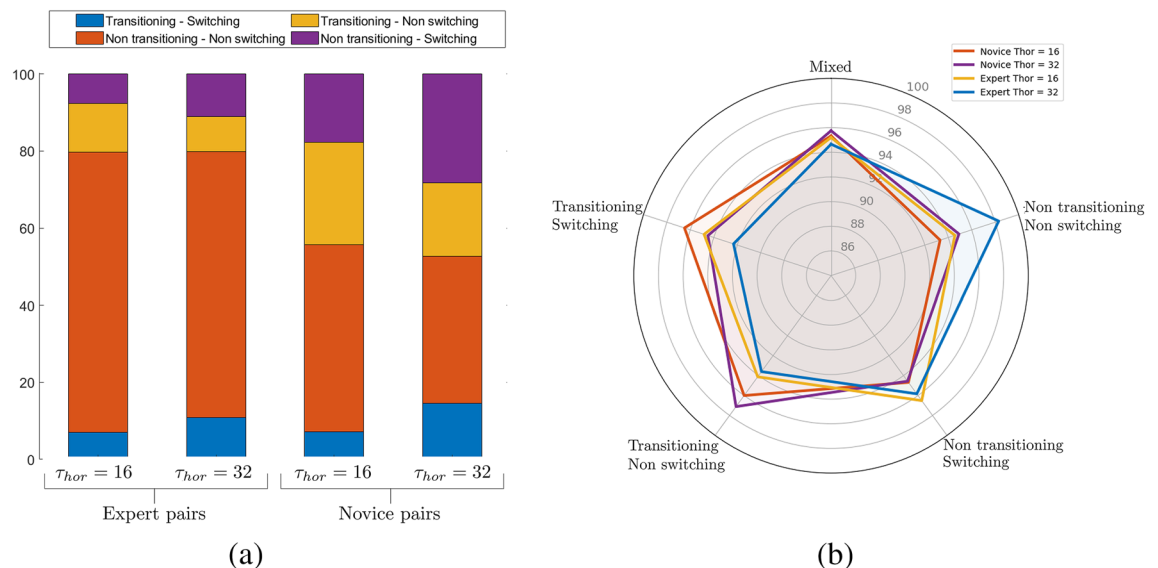 Transitioning - Switching
Transitioning - Non switching
Non transitioning - Non switching
Non transitioning - Switching
100
80
60
40
20
0
τhor = 16
τhor = 32
τhor = 16
τhor = 32
Expert pairs
Novice pairs
(a)
Novice Thor = 16
Novice Thor = 32
Expert Thor = 16
Expert Thor = 32
Mixed
100
98
96
94
92
90
88
86
Transitioning
Switching
Non transitioning
Non switching
Transitioning
Non switching
Non transitioning
Switching
(b)